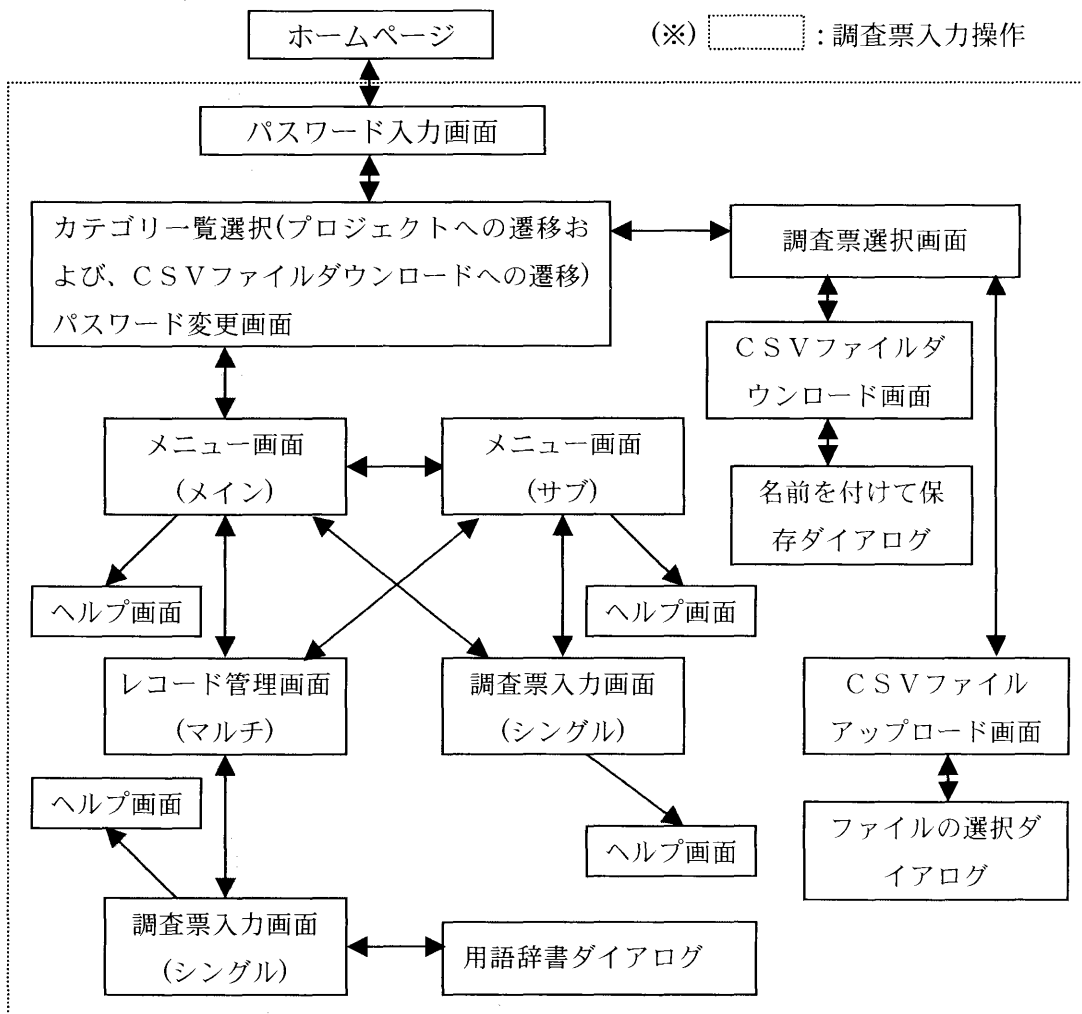 ホームページ
(※) : 調査票入力操作
パスワード入力画面
カテゴリ一覧選択(プロジェクトへの遷移お
よび、ＣＳＶファイルダウンロードへの遷移)
パスワード変更画面
調査票選択画面
ＣＳＶファイルダ
ウンロード画面
メニュー画面
(メイン)
メニュー画面
(サブ)
名前を付けて保
存ダイアログ
ヘルプ画面
ヘルプ画面
レコード管理画面
(マルチ)
調査票入力画面
(シングル)
ＣＳＶファイル
アップロード画面
ヘルプ画面
ヘルプ画面
ファイルの選択ダ
イアログ
調査票入力画面
(シングル)
用語辞書ダイアログ